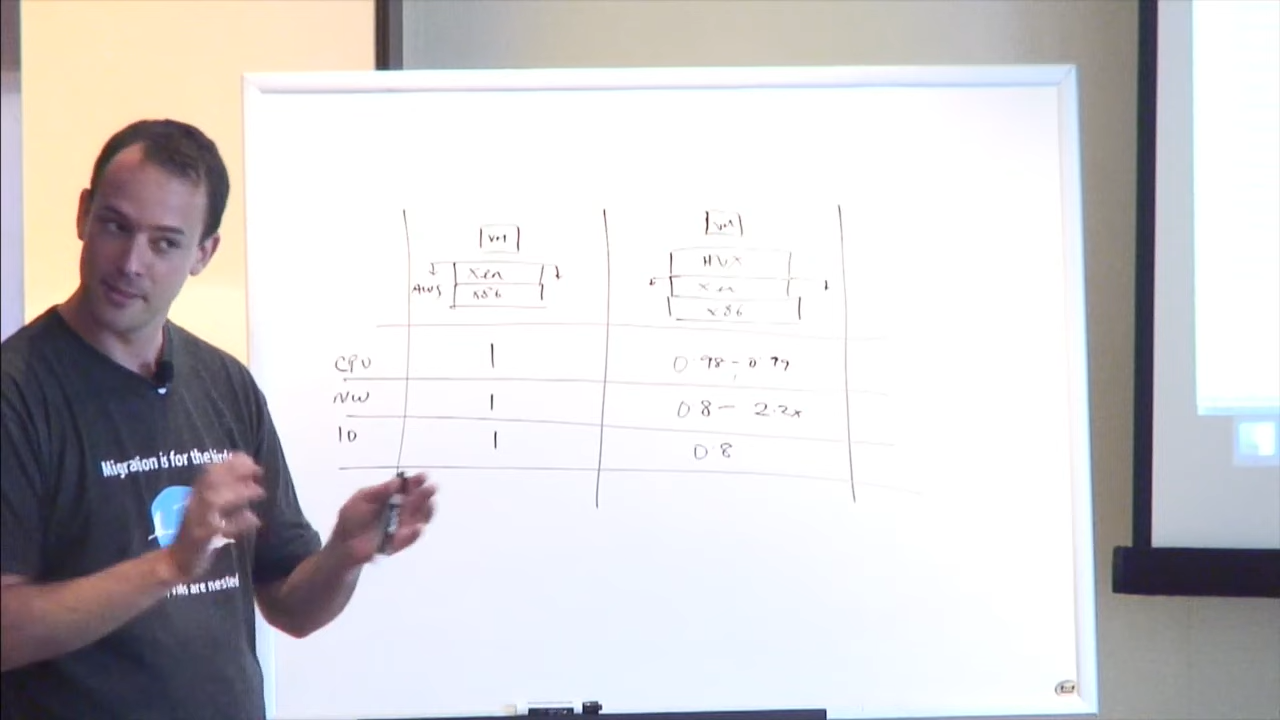 VM
Xen
AWS x86
VM
HVX
Xen
x86
CPU 1 0.98 - 0.99
NW 1 0.8 - 2.2x
IO 1 0.8
Migration is for the birds
VMs are nested